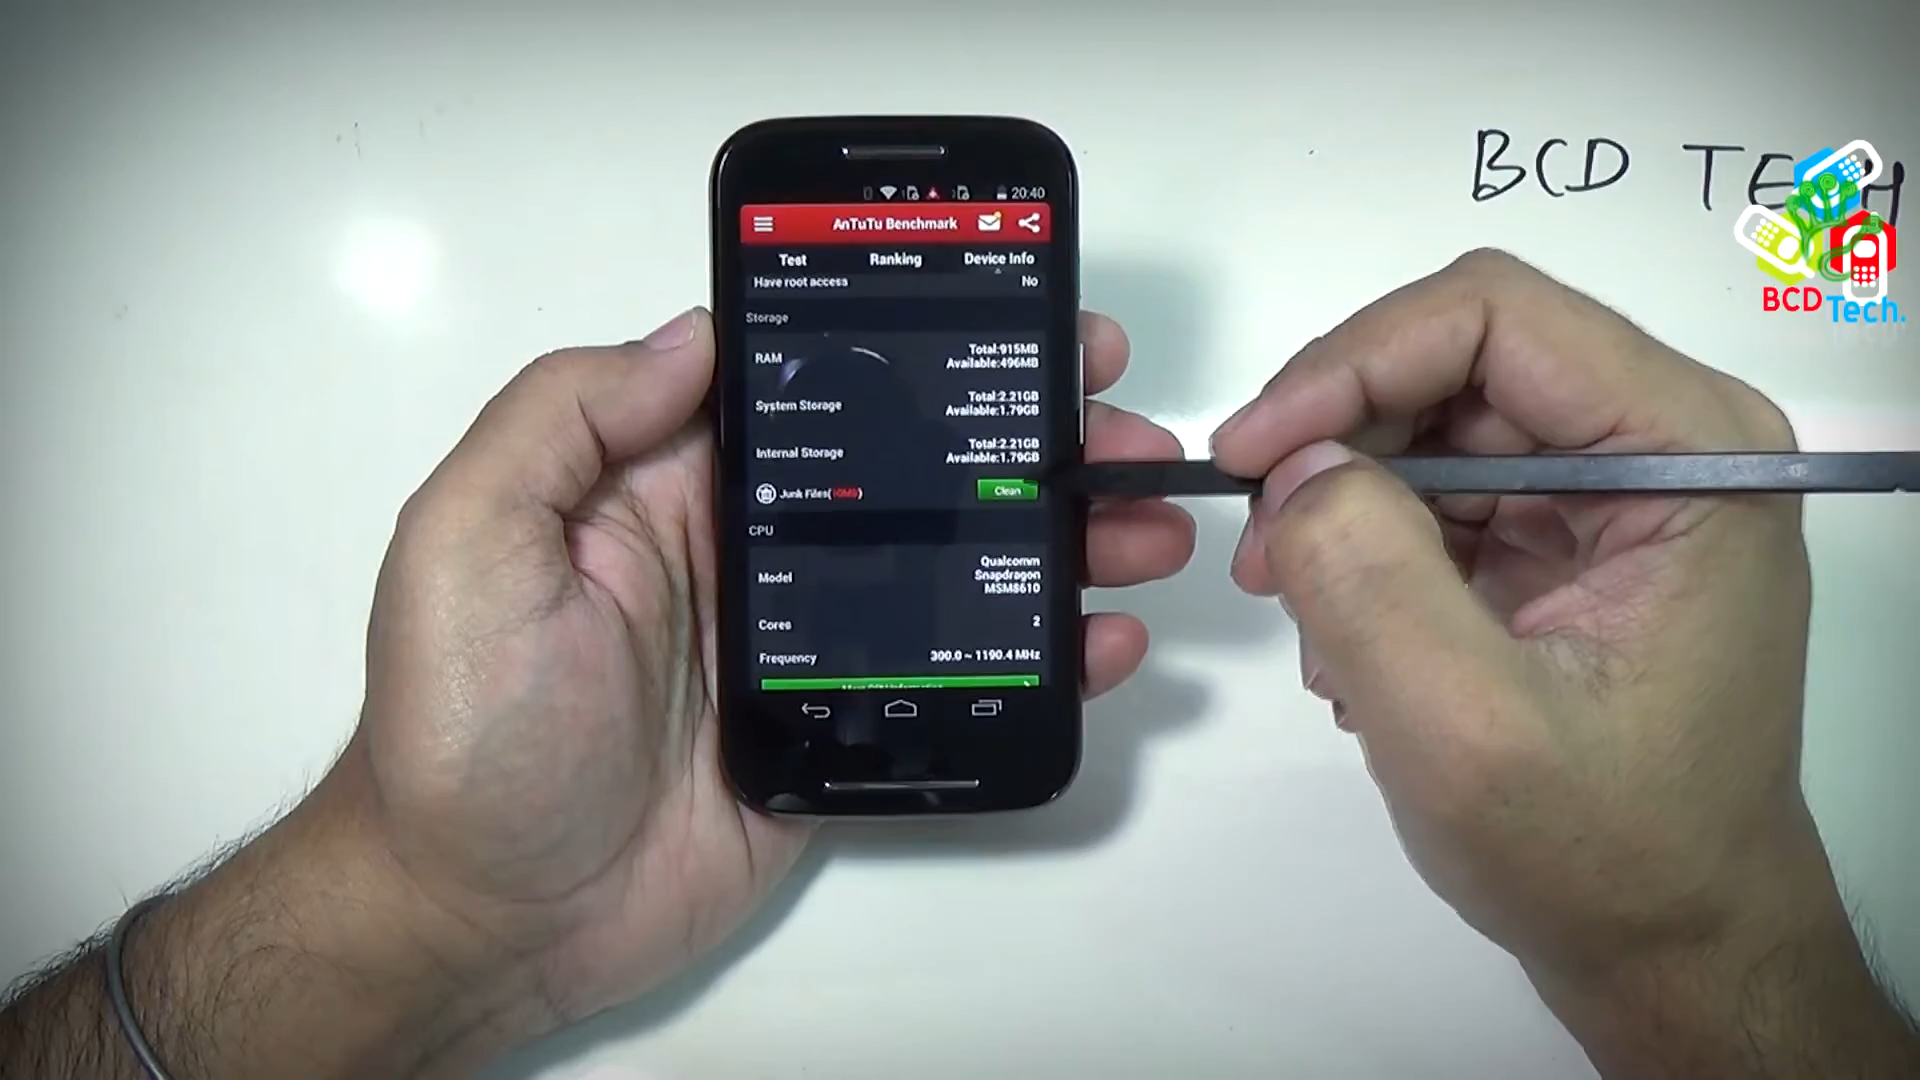 BCD TECH
BCD Tech.
20:40
AnTuTu Benchmark
Test Ranking Device Info
Have root access No
Storage
RAM Total:915MB
Available:496MB
System Storage Total:2.21GB
Available:1.79GB
Internal Storage Total:2.21GB
Available:1.79GB
Junk Files(10MB) Clean
CPU
Model Qualcomm
Snapdragon
MSM8610
Cores 2
Frequency 300.0 ~ 1190.4 MHz